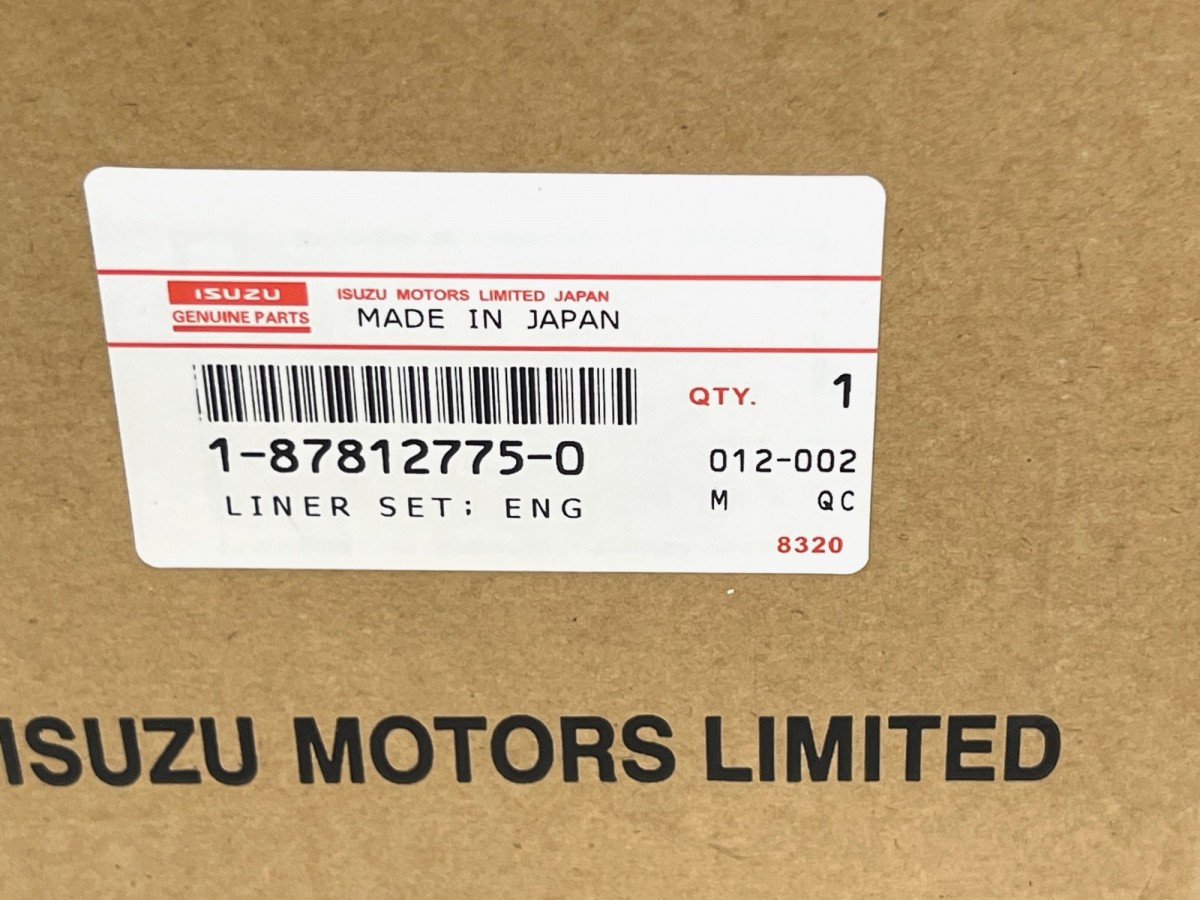 ISUZU
GENUINE PARTS
ISUZU MOTORS LIMITED JAPAN
MADE IN JAPAN
QTY. 1
1-87812775-0
012-002
LINER SET; ENG
M QC
8320
ISUZU MOTORS LIMITED